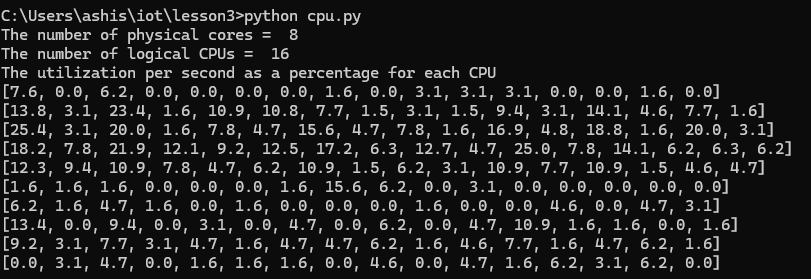 C:\Users\ashis\iot\lesson3>python cpu.py
The number of physical cores =  8
The number of logical CPUs =  16
The utilization per second as a percentage for each CPU
[7.6, 0.0, 6.2, 0.0, 0.0, 0.0, 0.0, 1.6, 0.0, 3.1, 3.1, 3.1, 0.0, 0.0, 1.6, 0.0]
[13.8, 3.1, 23.4, 1.6, 10.9, 10.8, 7.7, 1.5, 3.1, 1.5, 9.4, 3.1, 14.1, 4.6, 7.7, 1.6]
[25.4, 3.1, 20.0, 1.6, 7.8, 4.7, 15.6, 4.7, 7.8, 1.6, 16.9, 4.8, 18.8, 1.6, 20.0, 3.1]
[18.2, 7.8, 21.9, 12.1, 9.2, 12.5, 17.2, 6.3, 12.7, 4.7, 25.0, 7.8, 14.1, 6.2, 6.3, 6.2]
[12.3, 9.4, 10.9, 7.8, 4.7, 6.2, 10.9, 1.5, 6.2, 3.1, 10.9, 7.7, 10.9, 1.5, 4.6, 4.7]
[1.6, 1.6, 1.6, 0.0, 0.0, 0.0, 1.6, 15.6, 6.2, 0.0, 3.1, 0.0, 0.0, 0.0, 0.0, 0.0]
[6.2, 1.6, 4.7, 1.6, 0.0, 1.6, 0.0, 0.0, 0.0, 1.6, 0.0, 0.0, 4.6, 0.0, 4.7, 3.1]
[13.4, 0.0, 9.4, 0.0, 3.1, 0.0, 4.7, 0.0, 6.2, 0.0, 4.7, 10.9, 1.6, 1.6, 0.0, 1.6]
[9.2, 3.1, 7.7, 3.1, 4.7, 1.6, 4.7, 4.7, 6.2, 1.6, 4.6, 7.7, 1.6, 4.7, 6.2, 1.6]
[0.0, 3.1, 4.7, 0.0, 1.6, 1.6, 1.6, 0.0, 4.6, 0.0, 4.7, 1.6, 6.2, 3.1, 6.2, 0.0]